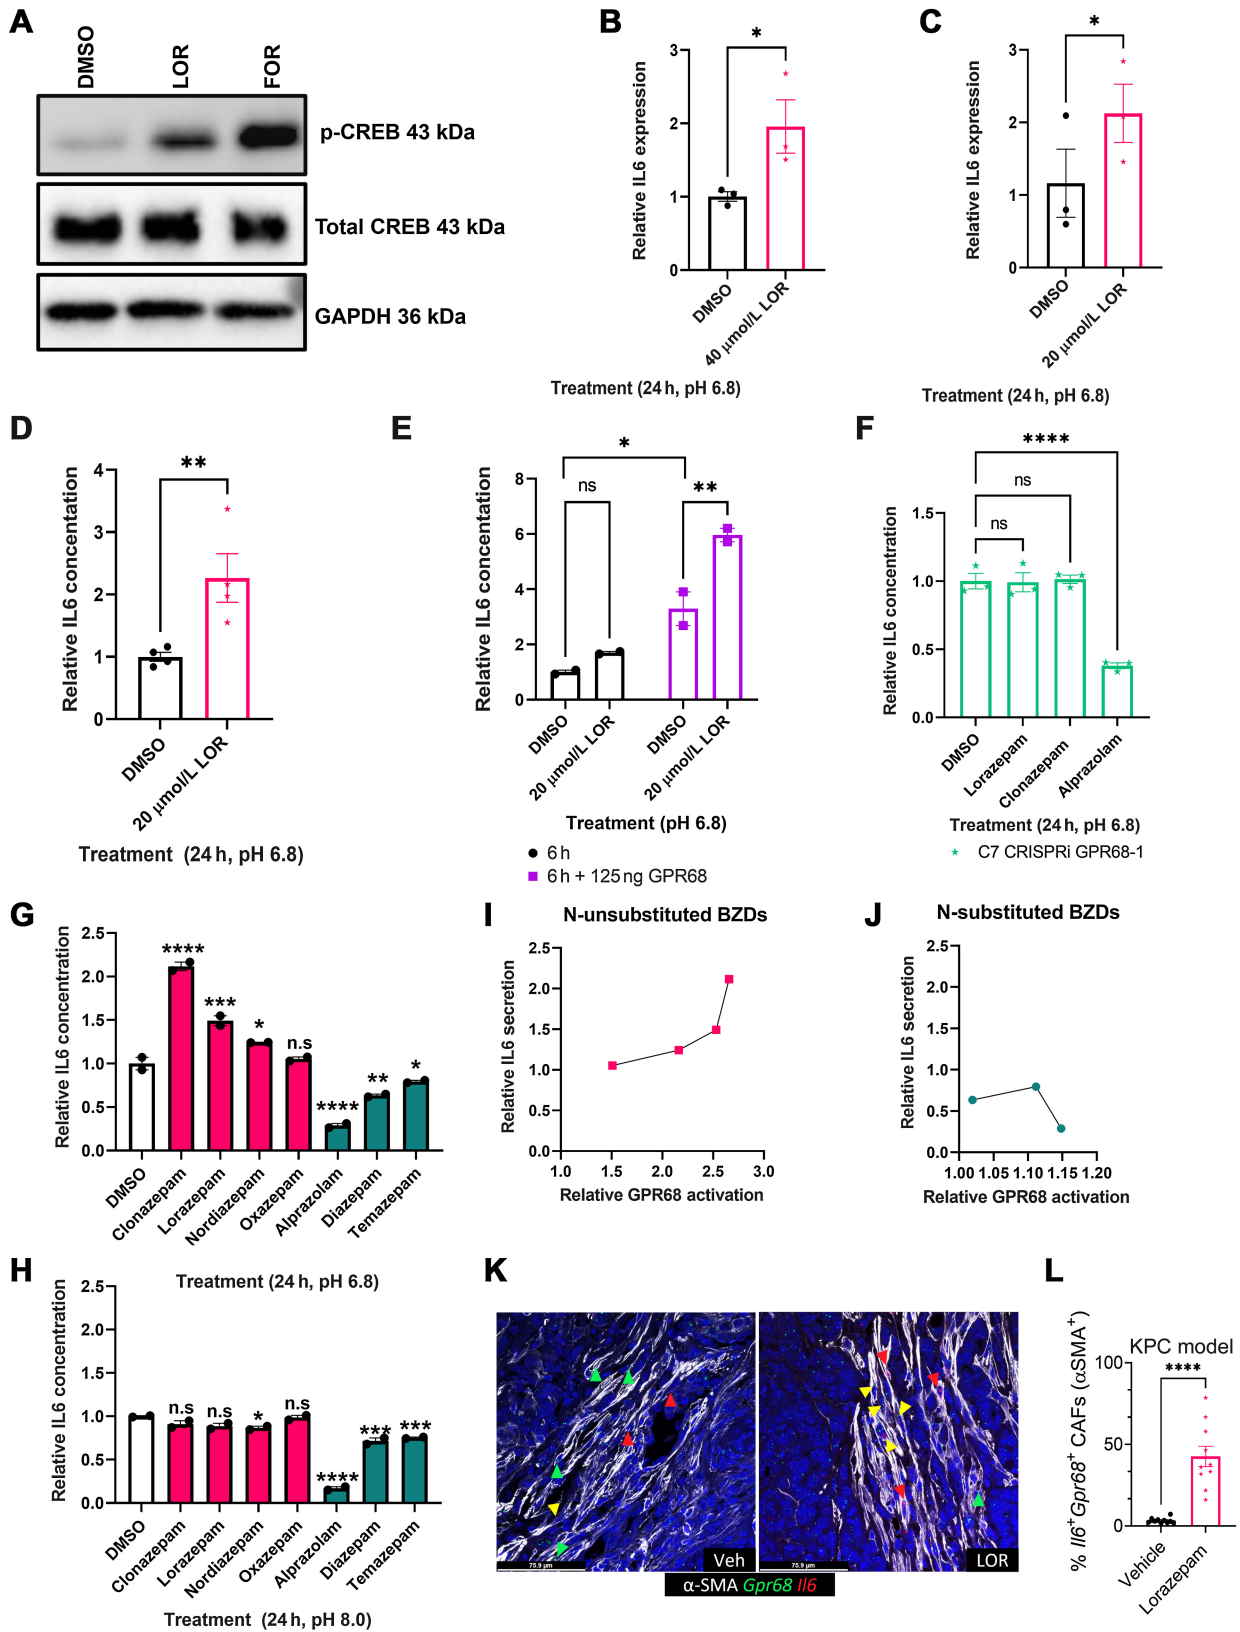 A
DMSO
LOR
FOR
p-CREB 43 kDa
Total CREB 43 kDa
GAPDH 36 kDa
B
*
Relative IL6 expression
3
2
1
0
DMSO
40 μmol/L LOR
Treatment (24 h, pH 6.8)
C
*
Relative IL6 expression
3
2
1
0
DMSO
20 μmol/L LOR
Treatment (24 h, pH 6.8)
D
**
Relative IL6 concentration
4
3
2
1
0
DMSO
20 μmol/L LOR
Treatment (24 h, pH 6.8)
E
*
ns
**
Relative IL6 concentration
8
6
4
2
0
DMSO
20 μmol/L LOR
DMSO
20 μmol/L LOR
Treatment (pH 6.8)
6 h
6 h + 125 ng GPR68
F
****
ns
ns
Relative IL6 concentration
1.5
1.0
0.5
0.0
DMSO
Lorazepam
Clonazepam
Alprazolam
Treatment (24 h, pH 6.8)
C7 CRISPRi GPR68-1
G
Relative IL6 concentration
2.5
2.0
1.5
1.0
0.5
0.0
****
***
*
n.s
****
**
*
DMSO
Clonazepam
Lorazepam
Nordiazepam
Oxazepam
Alprazolam
Diazepam
Temazepam
Treatment (24 h, pH 6.8)
I
N-unsubstituted BZDs
Relative IL6 secretion
2.5
2.0
1.5
1.0
0.5
0.0
1.0 1.5 2.0 2.5 3.0
Relative GPR68 activation
J
N-substituted BZDs
Relative IL6 secretion
2.5
2.0
1.5
1.0
0.5
0.0
1.00 1.05 1.10 1.15 1.20
Relative GPR68 activation
H
Relative IL6 concentration
2.5
2.0
1.5
1.0
0.5
0.0
n.s
n.s
*
n.s
****
***
***
DMSO
Clonazepam
Lorazepam
Nordiazepam
Oxazepam
Alprazolam
Diazepam
Temazepam
Treatment (24 h, pH 8.0)
K
75.9 μm
Veh
75.9 μm
LOR
α-SMA Gpr68 Il6
L
KPC model
****
% Il6+Gpr68+ CAFs (αSMA+)
100
50
0
Vehicle
Lorazepam